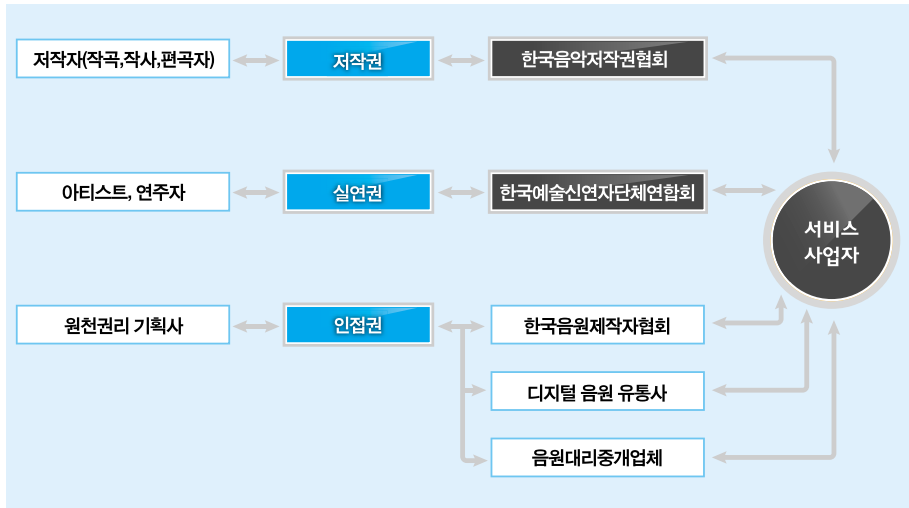 저작자(작곡,작사,편곡자)
저작권
한국음악저작권협회
아티스트, 연주자
실연권
한국예술신연자단체연합회
서비스
사업자
원천권리 기획사
인접권
한국음원제작자협회
디지털 음원 유통사
음원대리중개업체